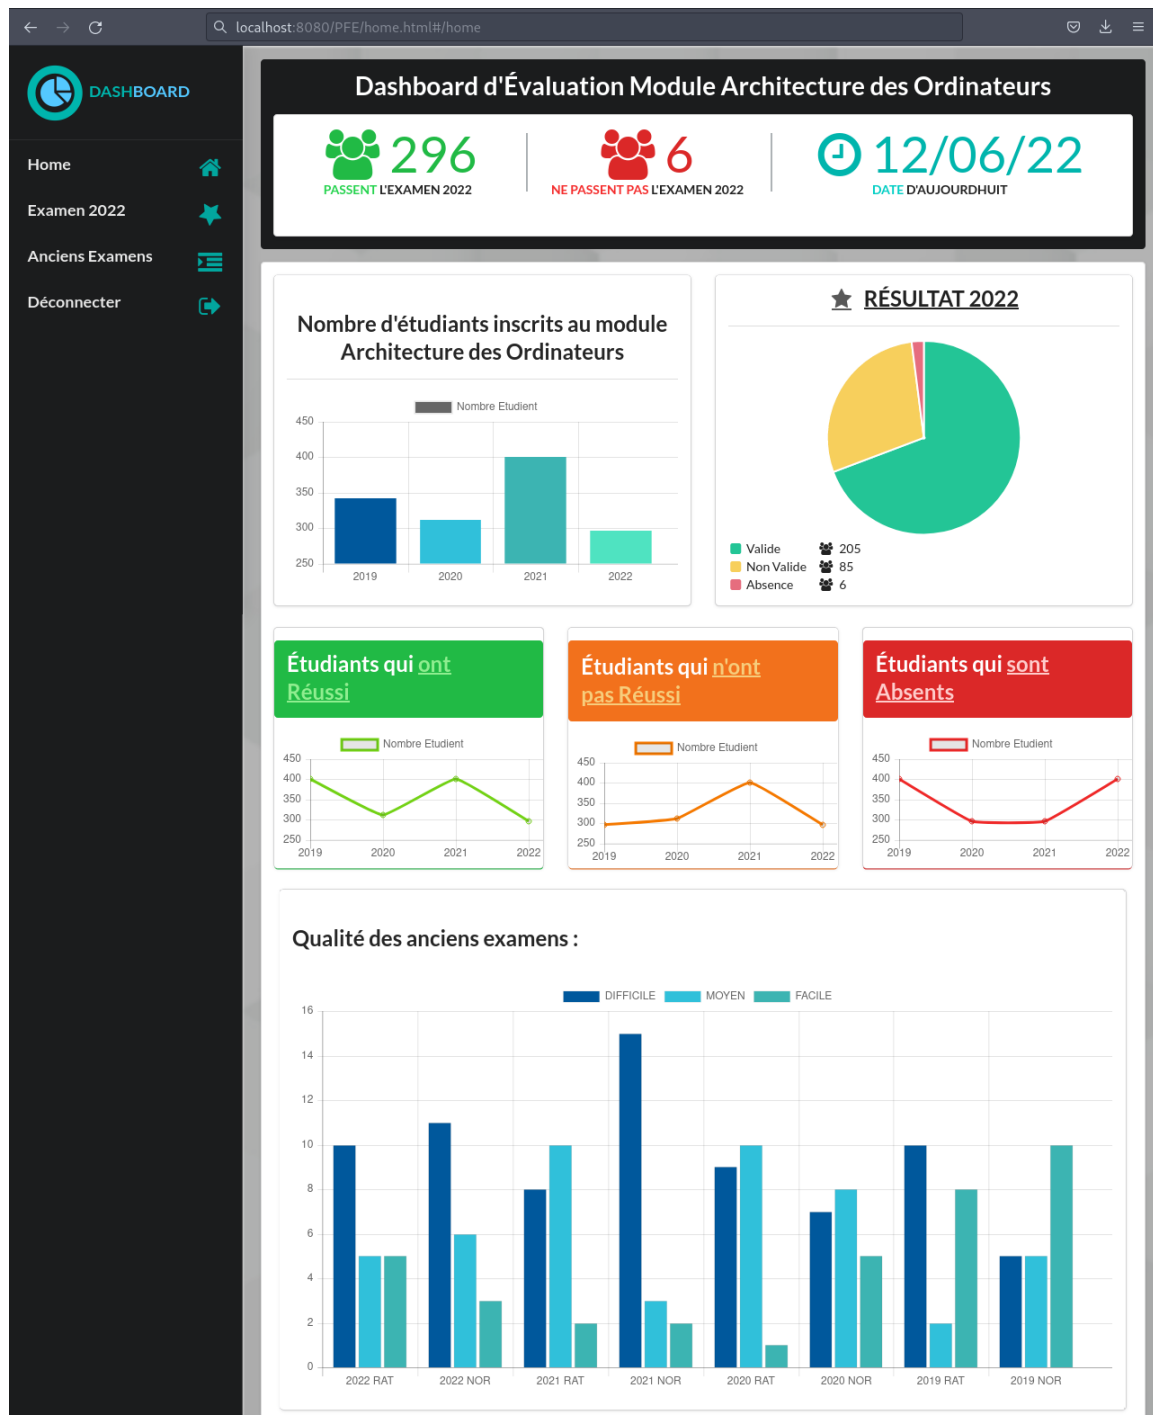 localhost:8080/PFE/home.html#/home
DASHBOARD
Home
Examen 2022
Anciens Examens
Déconnecter
Dashboard d'Évaluation Module Architecture des Ordinateurs
296
PASSENT L'EXAMEN 2022
6
NE PASSENT PAS L'EXAMEN 2022
12/06/22
DATE D'AUJOURDHUIT
Nombre d'étudiants inscrits au module
Architecture des Ordinateurs
Nombre Etudient
450
400
350
300
250
2019 2020 2021 2022
RÉSULTAT 2022
Valide 205
Non Valide 85
Absence 6
Étudiants qui ont
Réussi
Nombre Etudient
450
400
350
300
250
2019 2020 2021 2022
Étudiants qui n'ont
pas Réussi
Nombre Etudient
450
400
350
300
250
2019 2020 2021 2022
Étudiants qui sont
Absents
Nombre Etudient
450
400
350
300
250
2019 2020 2021 2022
Qualité des anciens examens :
DIFFICILE MOYEN FACILE
16
14
12
10
8
6
4
2
0
2022 RAT 2022 NOR 2021 RAT 2021 NOR 2020 RAT 2020 NOR 2019 RAT 2019 NOR